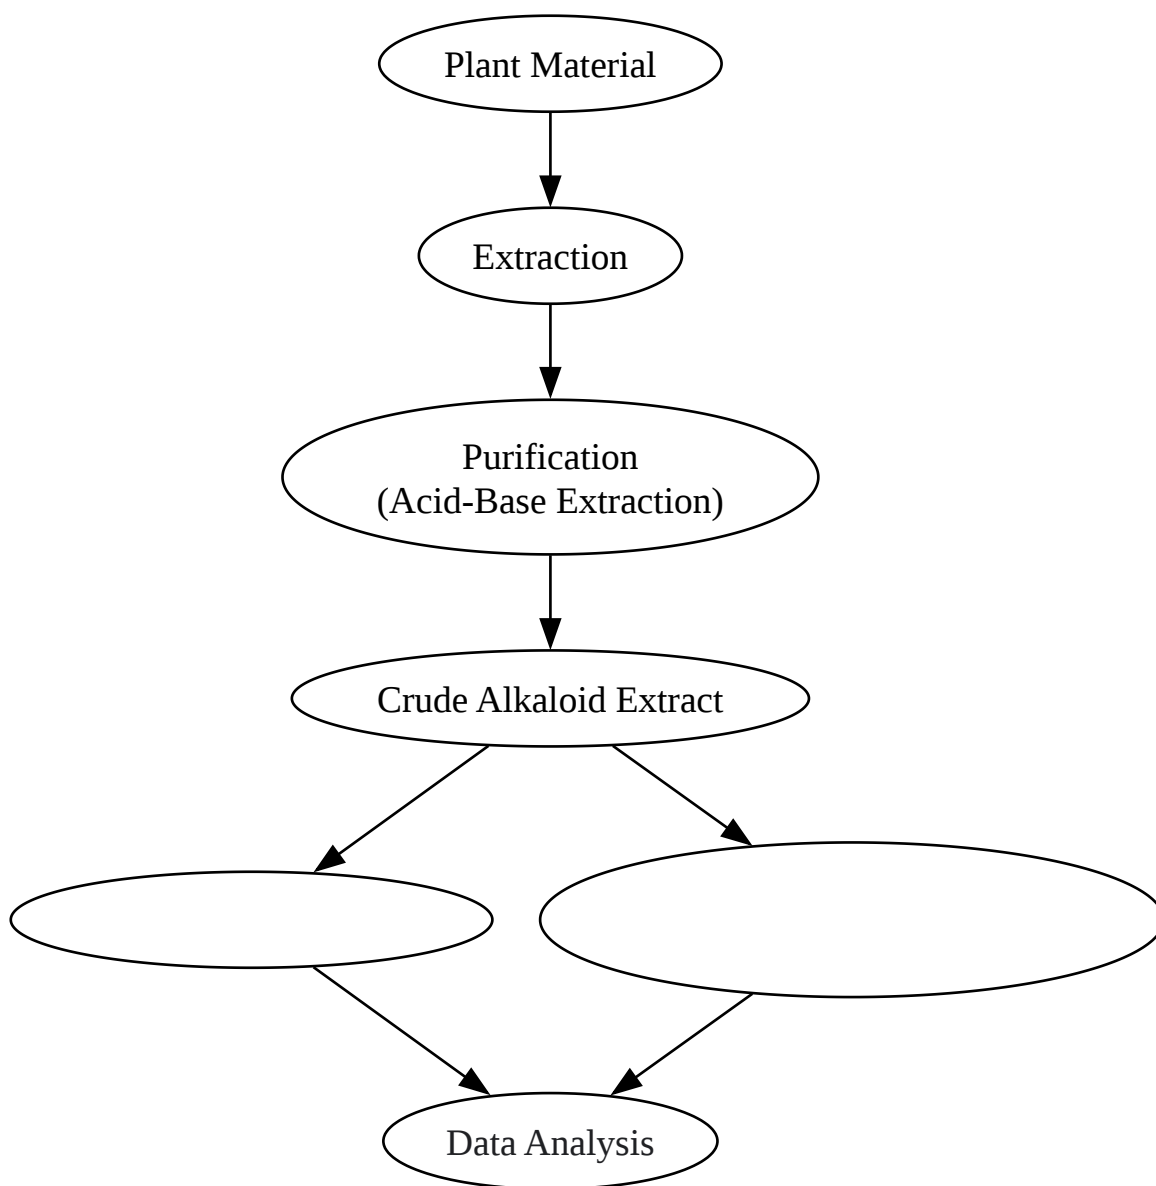 Plant Material
Extraction
Purification
(Acid-Base Extraction)
Crude Alkaloid Extract
Data Analysis